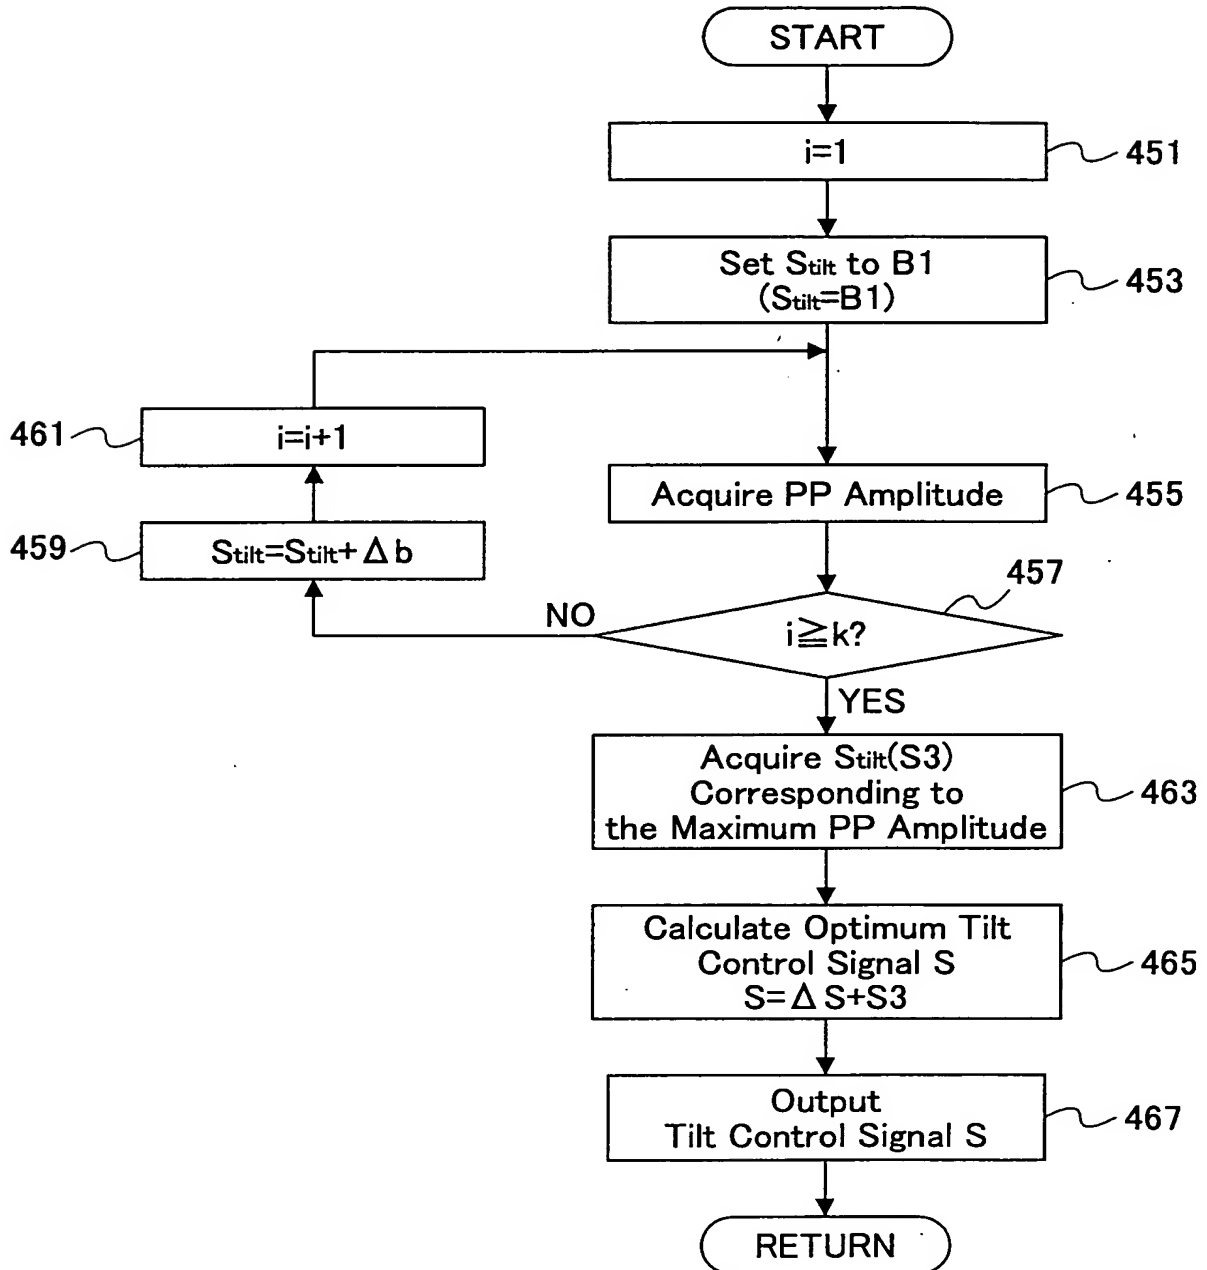 START
i=1
451
Set Stilt to B1
(Stilt=B1)
453
461
i=i+1
Acquire PP Amplitude
455
459
Stilt=Stilt+Δb
457
NO
i≧k?
YES
Acquire Stilt(S3)
Corresponding to
the Maximum PP Amplitude
463
Calculate Optimum Tilt
Control Signal S
S=ΔS+S3
465
Output
Tilt Control Signal S
467
RETURN